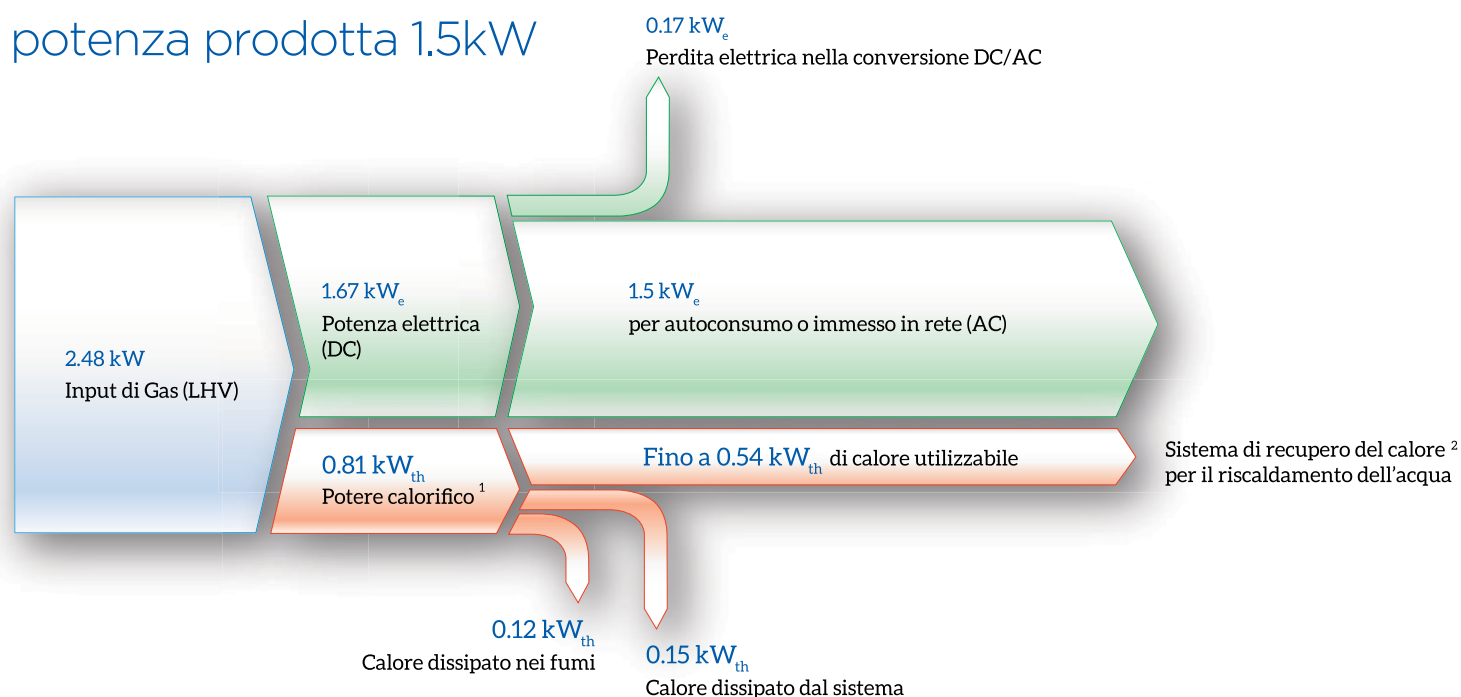 potenza prodotta 1.5kW
0.17 kWe
Perdita elettrica nella conversione DC/AC
1.67 kWe
Potenza elettrica
(DC)
1.5 kWe
per autoconsumo o immesso in rete (AC)
2.48 kW
Input di Gas (LHV)
0.81 kWth
Potere calorifico 1
Fino a 0.54 kWth di calore utilizzabile
Sistema di recupero del calore 2
per il riscaldamento dell'acqua
0.12 kWth
Calore dissipato nei fumi
0.15 kWth
Calore dissipato dal sistema